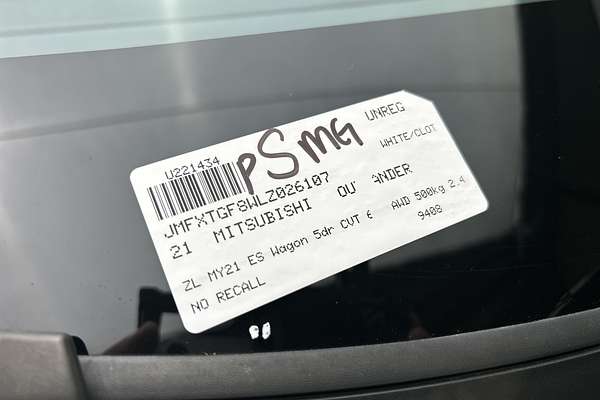 U221434
PSMG
UNREG
JMFXTGF8WLZ026107
WHITE/CLOT
21 MITSUBISHI OU ANDER
ZL MY21 ES Wagon 5dr CVT 6 AWD 500kg 2.4
NO RECALL 9408